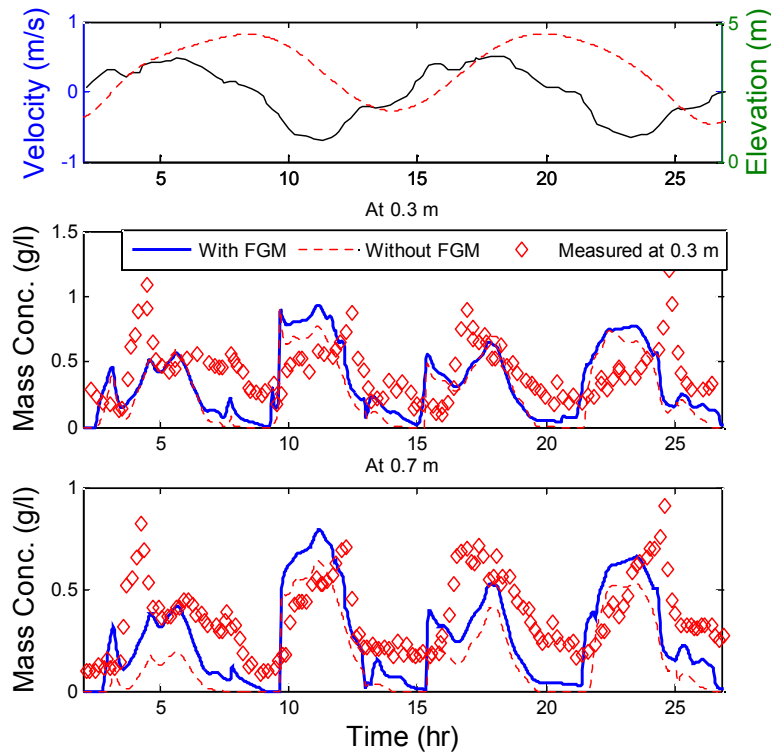 Velocity (m/s)
1
0
-1
5
0
Elevation (m)
5
10
15
20
25
At 0.3 m
Mass Conc. (g/l)
1.5
1
0.5
0
With FGM
Without FGM
Measured at 0.3 m
5
10
15
20
25
At 0.7 m
Mass Conc. (g/l)
1
0.5
0
5
10
15
20
25
Time (hr)